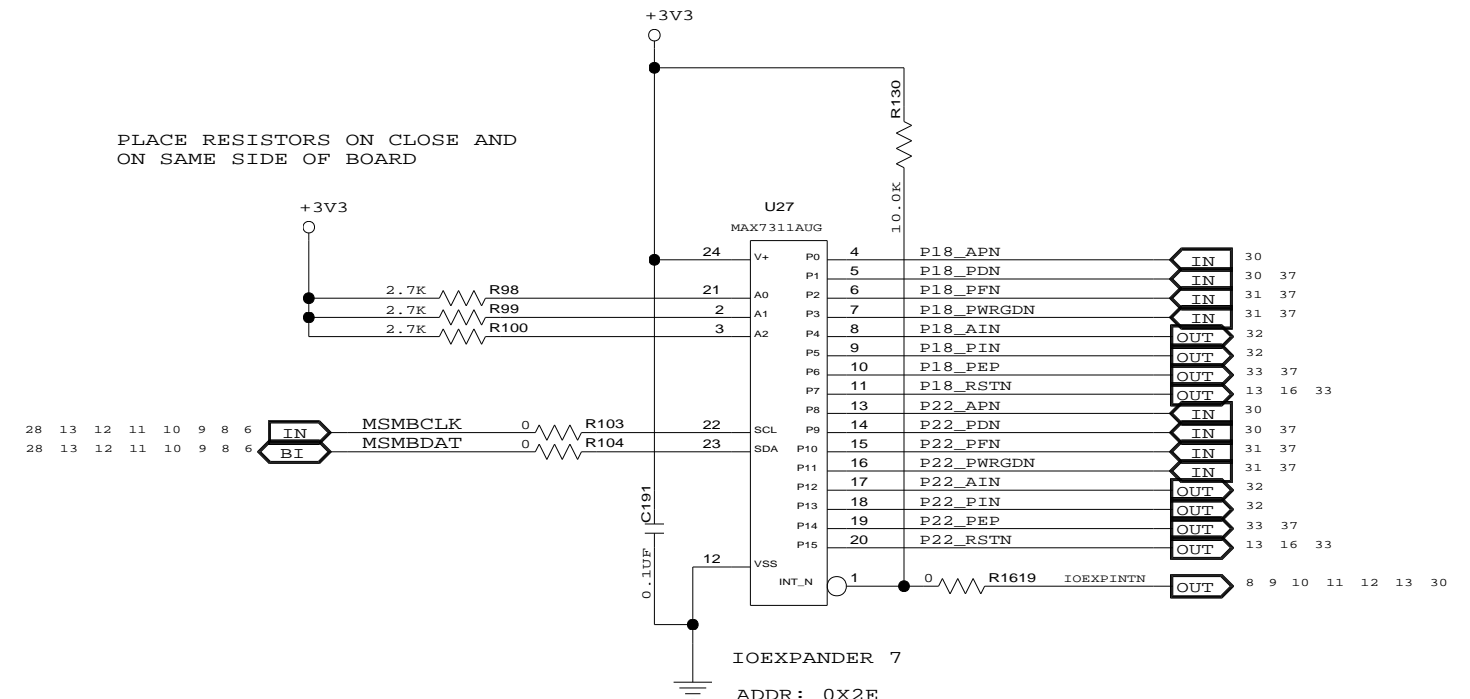 +3V3
PLACE RESISTORS ON CLOSE AND
ON SAME SIDE OF BOARD
+3V3
R130
10.0K
U27
MAX7311AUG
24 V+
2.7K R98 21 A0
2.7K R99 2 A1
2.7K R100 3 A2
28 13 12 11 10 9 8 6 IN MSMBCLK 0 R103 22 SCL
28 13 12 11 10 9 8 6 BI MSMBDAT 0 R104 23 SDA
C191
0.1UF
12 VSS
P0 4 P18_APN IN 30
P1 5 P18_PDN IN 30 37
P2 6 P18_PFN IN 31 37
P3 7 P18_PWRGDN IN 31 37
P4 8 P18_AIN OUT 32
P5 9 P18_PIN OUT 32
P6 10 P18_PEP OUT 33 37
P7 11 P18_RSTN OUT 13 16 33
P8 13 P22_APN IN 30
P9 14 P22_PDN IN 30 37
P10 15 P22_PFN IN 31 37
P11 16 P22_PWRGDN IN 31 37
P12 17 P22_AIN OUT 32
P13 18 P22_PIN OUT 32
P14 19 P22_PEP OUT 33 37
P15 20 P22_RSTN OUT 13 16 33
INT_N 1 0 R1619 IOEXPINTN OUT 8 9 10 11 12 13 30
IOEXPANDER 7
ADDR: 0X2E